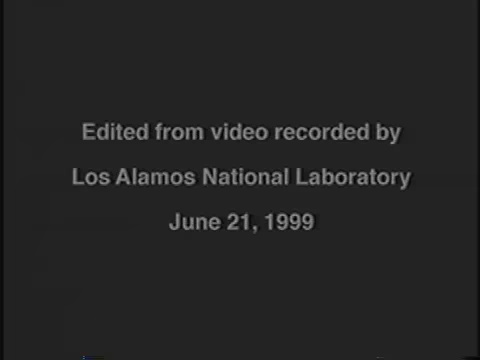 Edited from video recorded by
Los Alamos National Laboratory
June 21, 1999